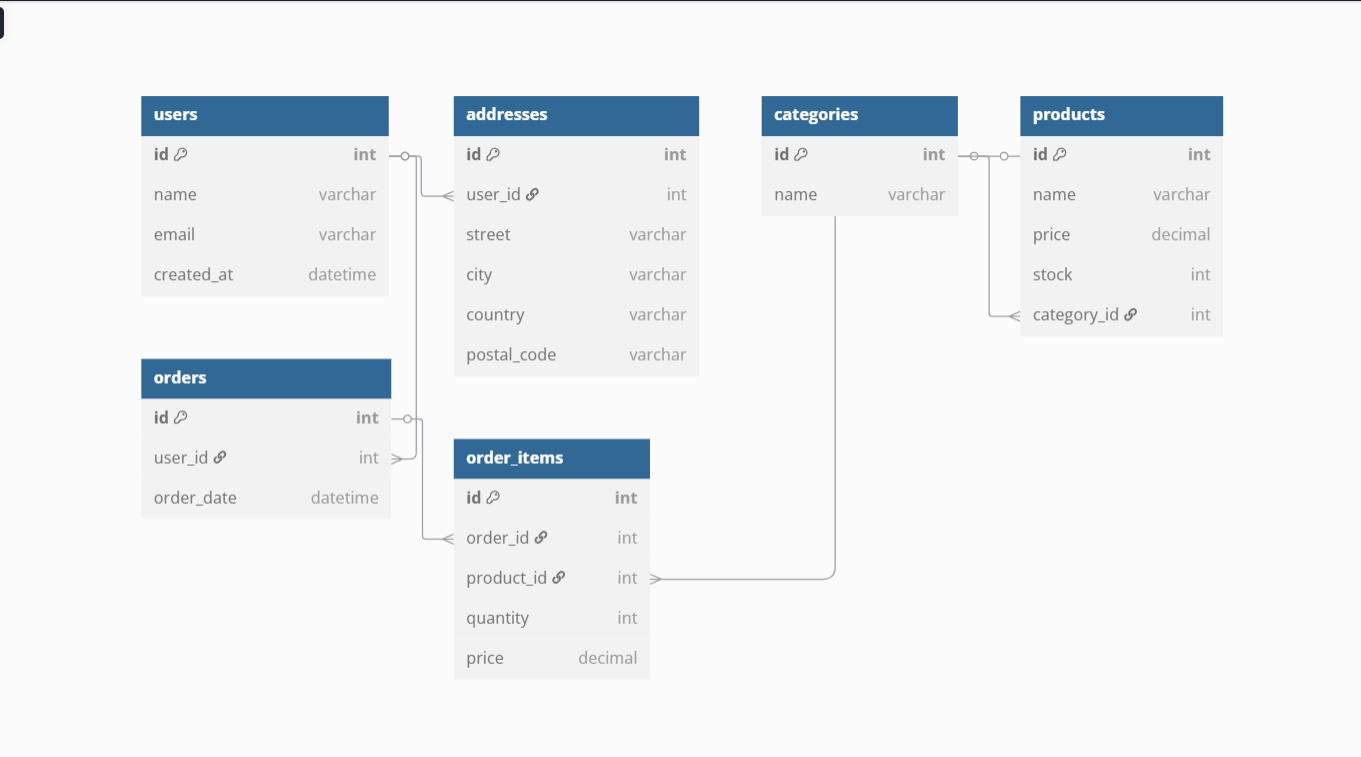 users
id int
name varchar
email varchar
created_at datetime
addresses
id int
user_id int
street varchar
city varchar
country varchar
postal_code varchar
categories
id int
name varchar
products
id int
name varchar
price decimal
stock int
category_id int
orders
id int
user_id int
order_date datetime
order_items
id int
order_id int
product_id int
quantity int
price decimal